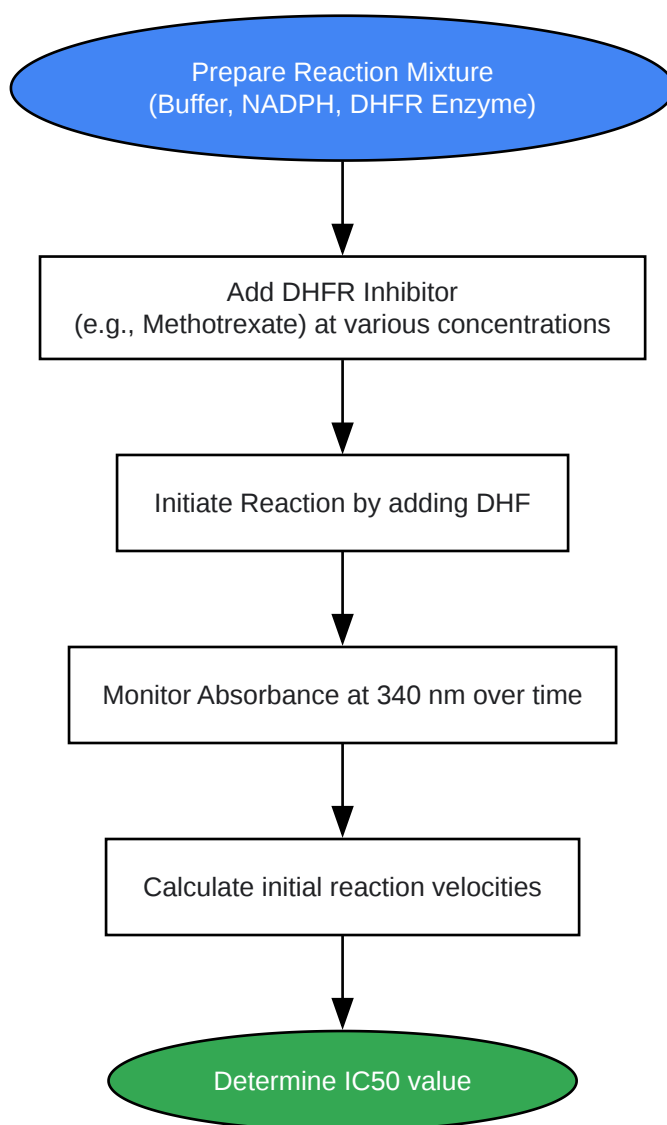 Prepare Reaction Mixture
(Buffer, NADPH, DHFR Enzyme)
Add DHFR Inhibitor
(e.g., Methotrexate) at various concentrations
Initiate Reaction by adding DHF
Monitor Absorbance at 340 nm over time
Calculate initial reaction velocities
Determine IC50 value